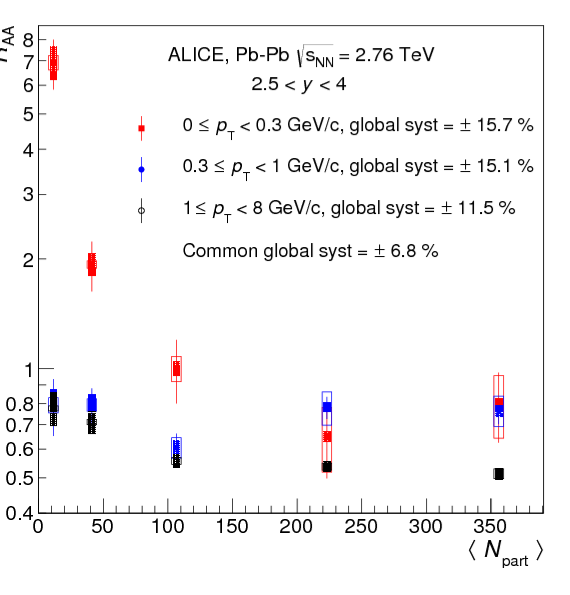 R_AA
ALICE, Pb-Pb √s_NN = 2.76 TeV
2.5 < y < 4
0 ≤ p_T < 0.3 GeV/c, global syst = ± 15.7 %
0.3 ≤ p_T < 1 GeV/c, global syst = ± 15.1 %
1 ≤ p_T < 8 GeV/c, global syst = ± 11.5 %
Common global syst = ± 6.8 %
8
7
6
5
4
3
2
1
0.8
0.7
0.6
0.5
0.4
0 50 100 150 200 250 300 350
⟨ N_part ⟩